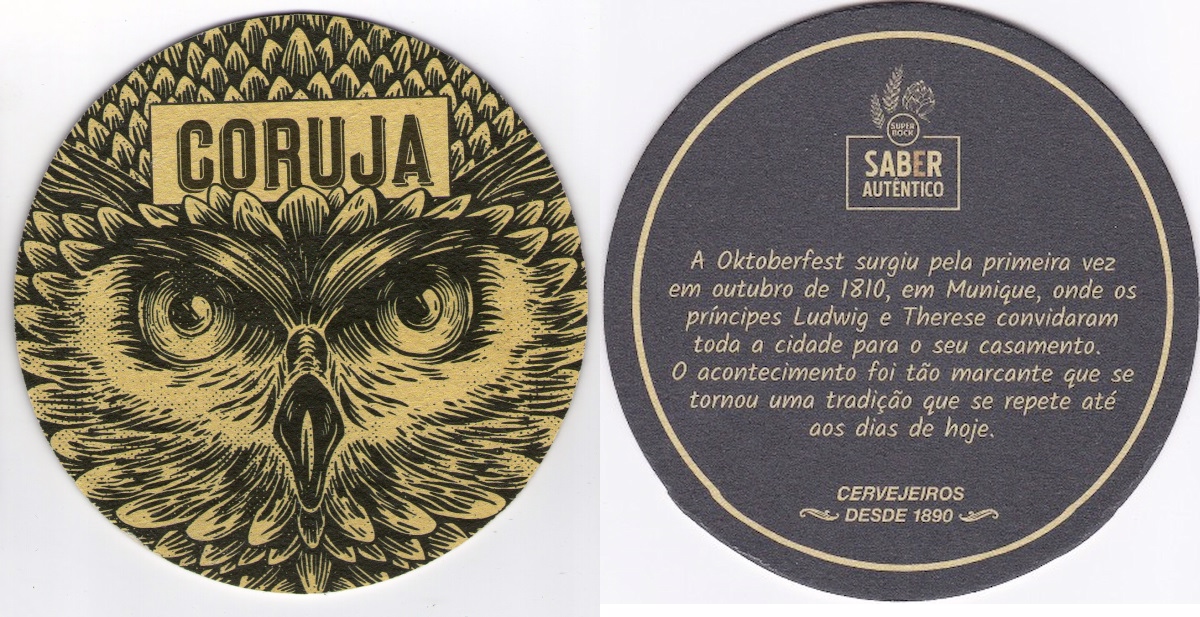 CORUJA
SUPER
BOCK
SABER
AUTÊNTICO
A Oktoberfest surgiu pela primeira vez
em outubro de 1810, em Munique, onde os
príncipes Ludwig e Therese convidaram
toda a cidade para o seu casamento.
O acontecimento foi tão marcante que se
tornou uma tradição que se repete até
aos dias de hoje.
CERVEJEIROS
DESDE 1890